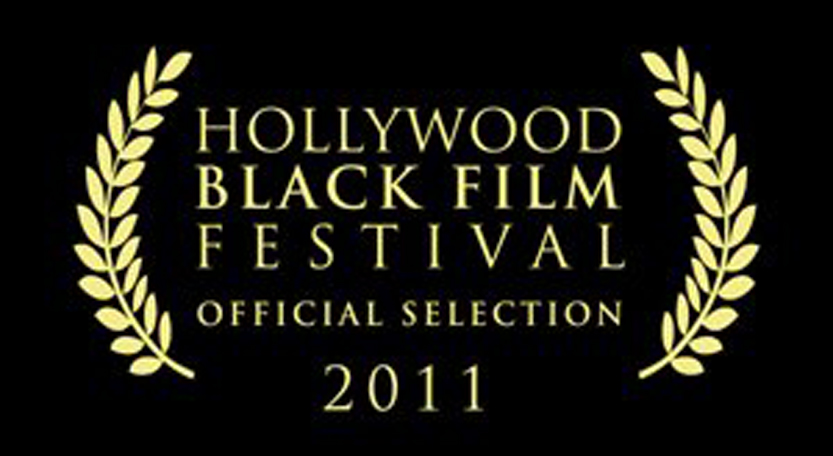 HOLLYWOOD
BLACK FILM
FESTIVAL
OFFICIAL SELECTION
2011